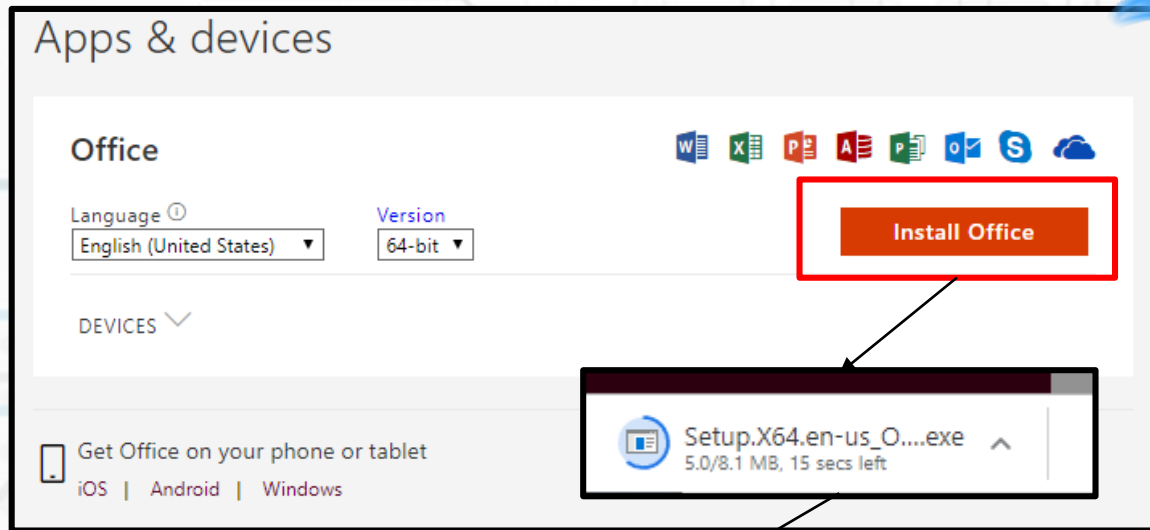 Apps & devices
Office
Language
Version
English (United States)
64-bit
Install Office
DEVICES
Setup.X64.en-us_O....exe
5.0/8.1 MB, 15 secs left
Get Office on your phone or tablet
iOS | Android | Windows